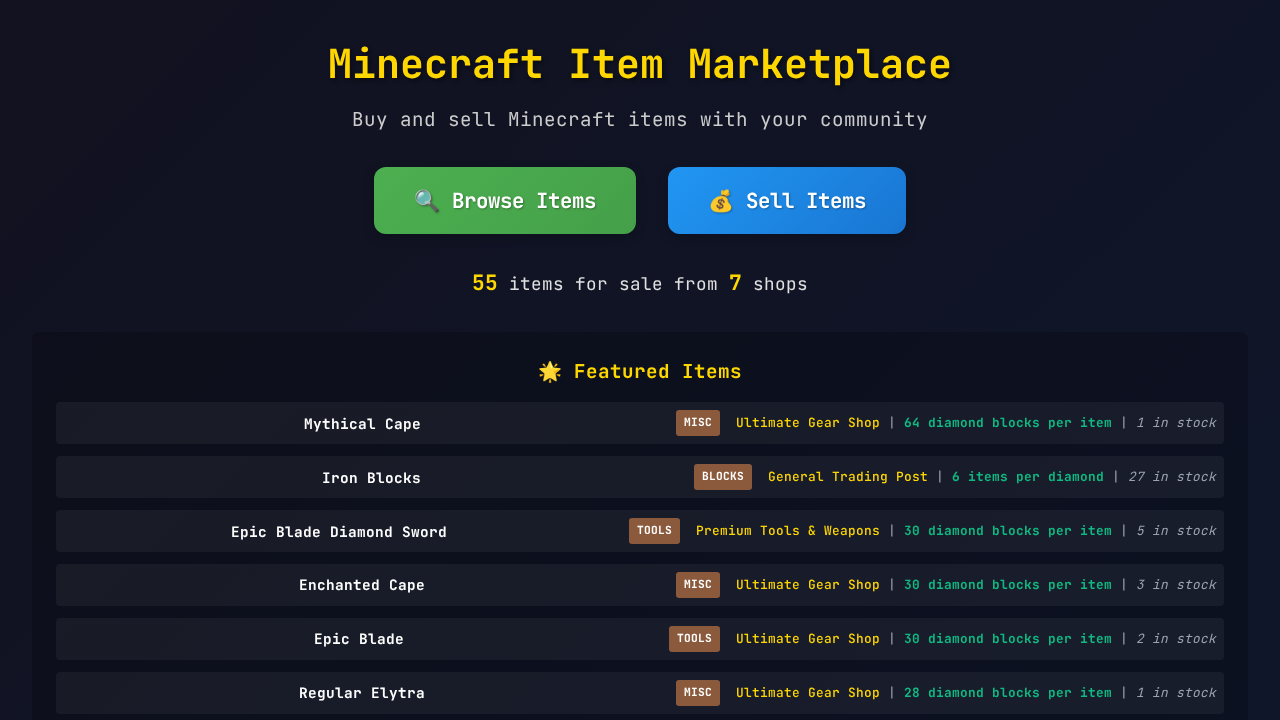 Minecraft Item Marketplace
Buy and sell Minecraft items with your community
🔍 Browse Items 💰 Sell Items
55 items for sale from 7 shops
🌟 Featured Items
Mythical Cape MISC Ultimate Gear Shop | 64 diamond blocks per item | 1 in stock
Iron Blocks BLOCKS General Trading Post | 6 items per diamond | 27 in stock
Epic Blade Diamond Sword TOOLS Premium Tools & Weapons | 30 diamond blocks per item | 5 in stock
Enchanted Cape MISC Ultimate Gear Shop | 30 diamond blocks per item | 3 in stock
Epic Blade TOOLS Ultimate Gear Shop | 30 diamond blocks per item | 2 in stock
Regular Elytra MISC Ultimate Gear Shop | 28 diamond blocks per item | 1 in stock